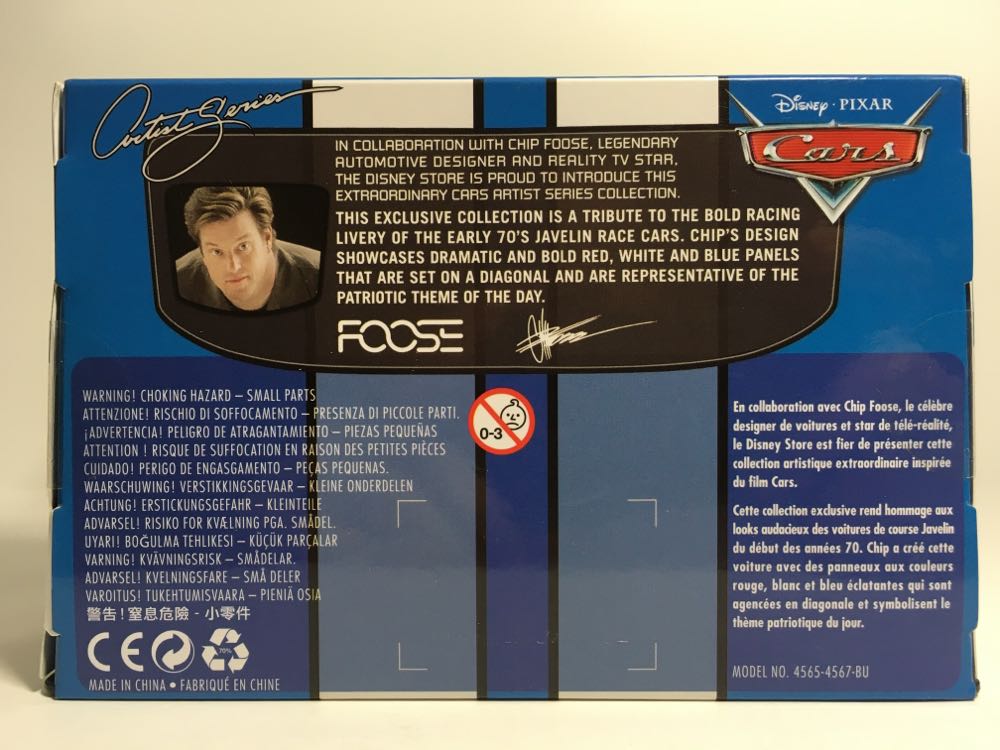 Artist Series
DISNEY · PIXAR
Cars
IN COLLABORATION WITH CHIP FOOSE, LEGENDARY
AUTOMOTIVE DESIGNER AND REALITY TV STAR,
THE DISNEY STORE IS PROUD TO INTRODUCE THIS
EXTRAORDINARY CARS ARTIST SERIES COLLECTION.
THIS EXCLUSIVE COLLECTION IS A TRIBUTE TO THE BOLD RACING
LIVERY OF THE EARLY 70'S JAVELIN RACE CARS. CHIP'S DESIGN
SHOWCASES DRAMATIC AND BOLD RED, WHITE AND BLUE PANELS
THAT ARE SET ON A DIAGONAL AND ARE REPRESENTATIVE OF THE
PATRIOTIC THEME OF THE DAY.
FOOSE
WARNING! CHOKING HAZARD – SMALL PARTS
ATTENZIONE! RISCHIO DI SOFFOCAMENTO – PRESENZA DI PICCOLE PARTI.
¡ADVERTENCIA! PELIGRO DE ATRAGANTAMIENTO – PIEZAS PEQUEÑAS
ATTENTION ! RISQUE DE SUFFOCATION EN RAISON DES PETITES PIÈCES
CUIDADO! PERIGO DE ENGASGAMENTO – PEÇAS PEQUENAS.
WAARSCHUWING! VERSTIKKINGSGEVAAR – KLEINE ONDERDELEN
ACHTUNG! ERSTICKUNGSGEFAHR – KLEINTEILE
ADVARSEL! RISIKO FOR KVÆLNING PGA. SMÅDEL.
UYARI! BOĞULMA TEHLIKESI – KÜÇÜK PARÇALAR
VARNING! KVÄVNINGSRISK – SMÅDELAR.
ADVARSEL! KVELNINGSFARE – SMÅ DELER
VAROITUS! TUKEHTUMISVAARA – PIENIÄ OSIA
警告！窒息危險 - 小零件
0-3
CE
70%
MADE IN CHINA • FABRIQUÉ EN CHINE
En collaboration avec Chip Foose, le célèbre
designer de voitures et star de télé-réalité,
le Disney Store est fier de présenter cette
collection artistique extraordinaire inspirée
du film Cars.
Cette collection exclusive rend hommage aux
looks audacieux des voitures de course Javelin
du début des années 70. Chip a créé cette
voiture avec des panneaux aux couleurs
rouge, blanc et bleu éclatantes qui sont
agencées en diagonale et symbolisent le
thème patriotique du jour.
MODEL NO. 4565-4567-BU